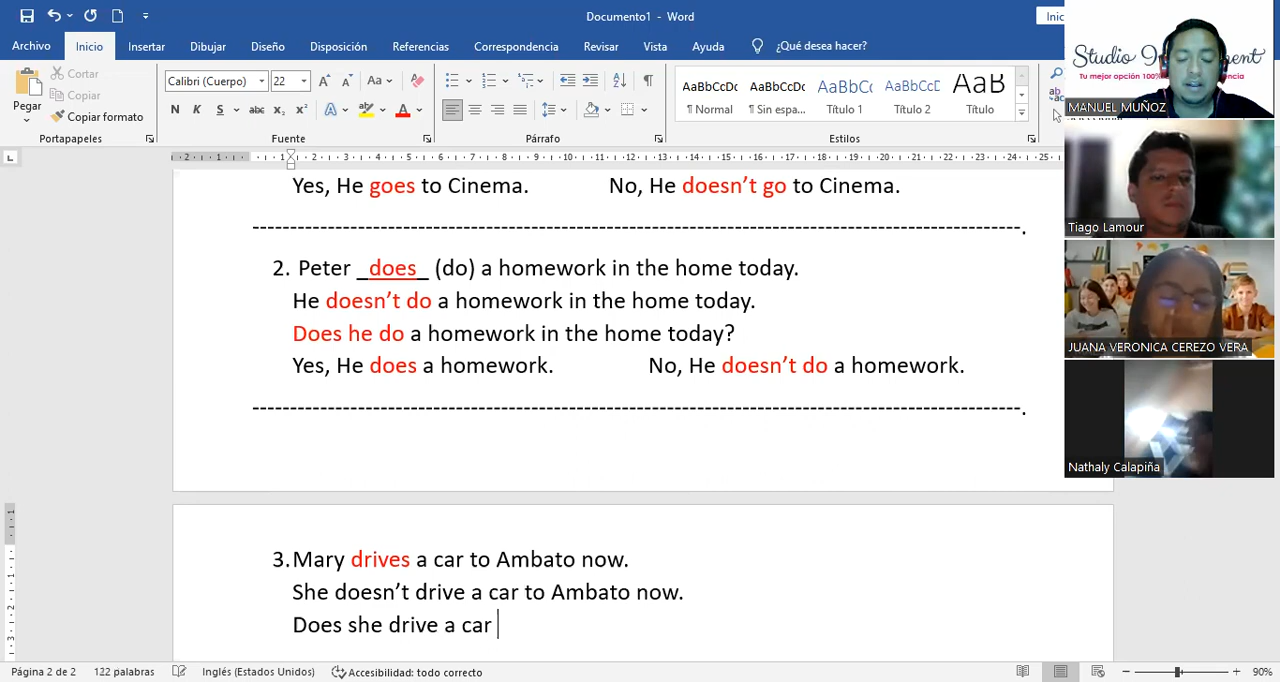 Documento1 - Word
Archivo Inicio Insertar Dibujar Diseño Disposición Referencias Correspondencia Revisar Vista Ayuda ¿Qué desea hacer?
Pegar
Cortar
Copiar
Copiar formato
Portapapeles
Calibri (Cuerpo) 22
Fuente
Párrafo
AaBbCcDc AaBbCcDc AaBbC AaBbCcE AaB
¶ Normal ¶ Sin espa... Título 1 Título 2 Título
Estilos
Yes, He goes to Cinema. No, He doesn’t go to Cinema.
2. Peter _does_ (do) a homework in the home today.
He doesn’t do a homework in the home today.
Does he do a homework in the home today?
Yes, He does a homework. No, He doesn’t do a homework.
3. Mary drives a car to Ambato now.
She doesn’t drive a car to Ambato now.
Does she drive a car
Tu mejor opción 100%
MANUEL MUÑOZ
Tiago Lamour
JUANA VERONICA CEREZO VERA
Nathaly Calapiña
Página 2 de 2 122 palabras Inglés (Estados Unidos) Accesibilidad: todo correcto 90%